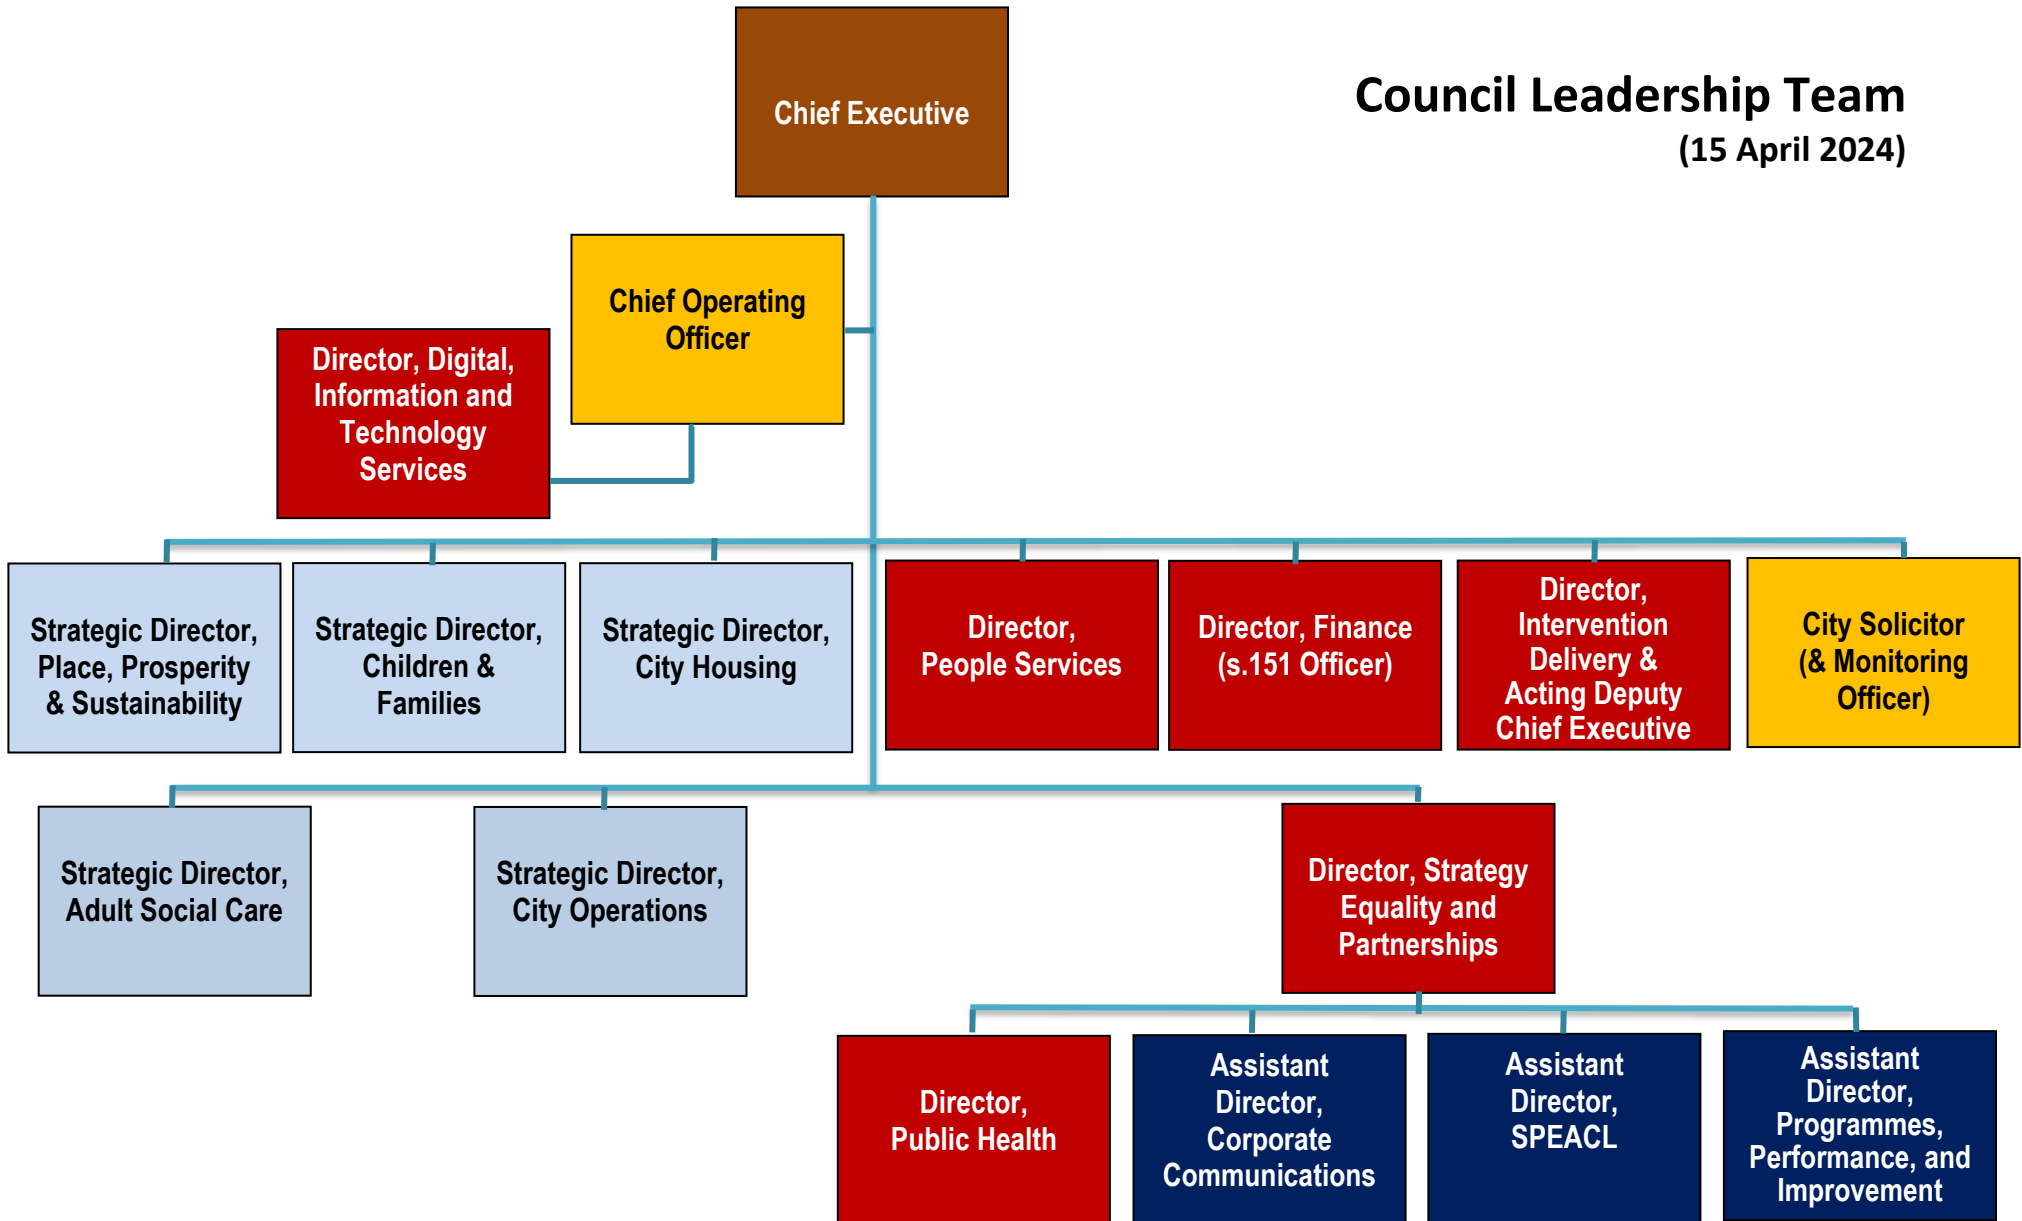 Chief Executive
Council Leadership Team
(15 April 2024)
Chief Operating
Officer
Director, Digital,
Information and
Technology
Services
Strategic Director,
Place, Prosperity
& Sustainability
Strategic Director,
Children &
Families
Strategic Director,
City Housing
Director,
People Services
Director, Finance
(s.151 Officer)
Director,
Intervention
Delivery &
Acting Deputy
Chief Executive
City Solicitor
(& Monitoring
Officer)
Strategic Director,
Adult Social Care
Strategic Director,
City Operations
Director, Strategy
Equality and
Partnerships
Director,
Public Health
Assistant
Director,
Corporate
Communications
Assistant
Director,
SPEACL
Assistant
Director,
Programmes,
Performance, and
Improvement